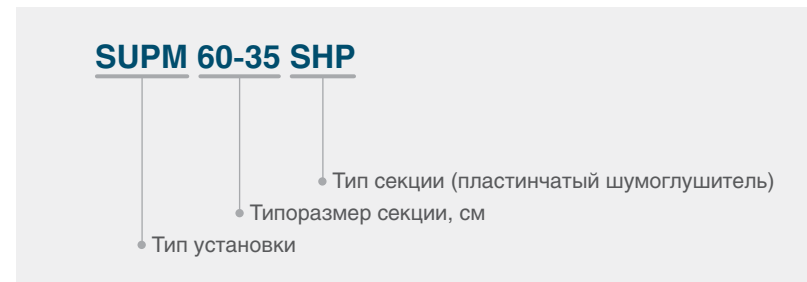 SUPM 60-35 SHP
Тип секции (пластинчатый шумоглушитель)
Типоразмер секции, см
Тип установки